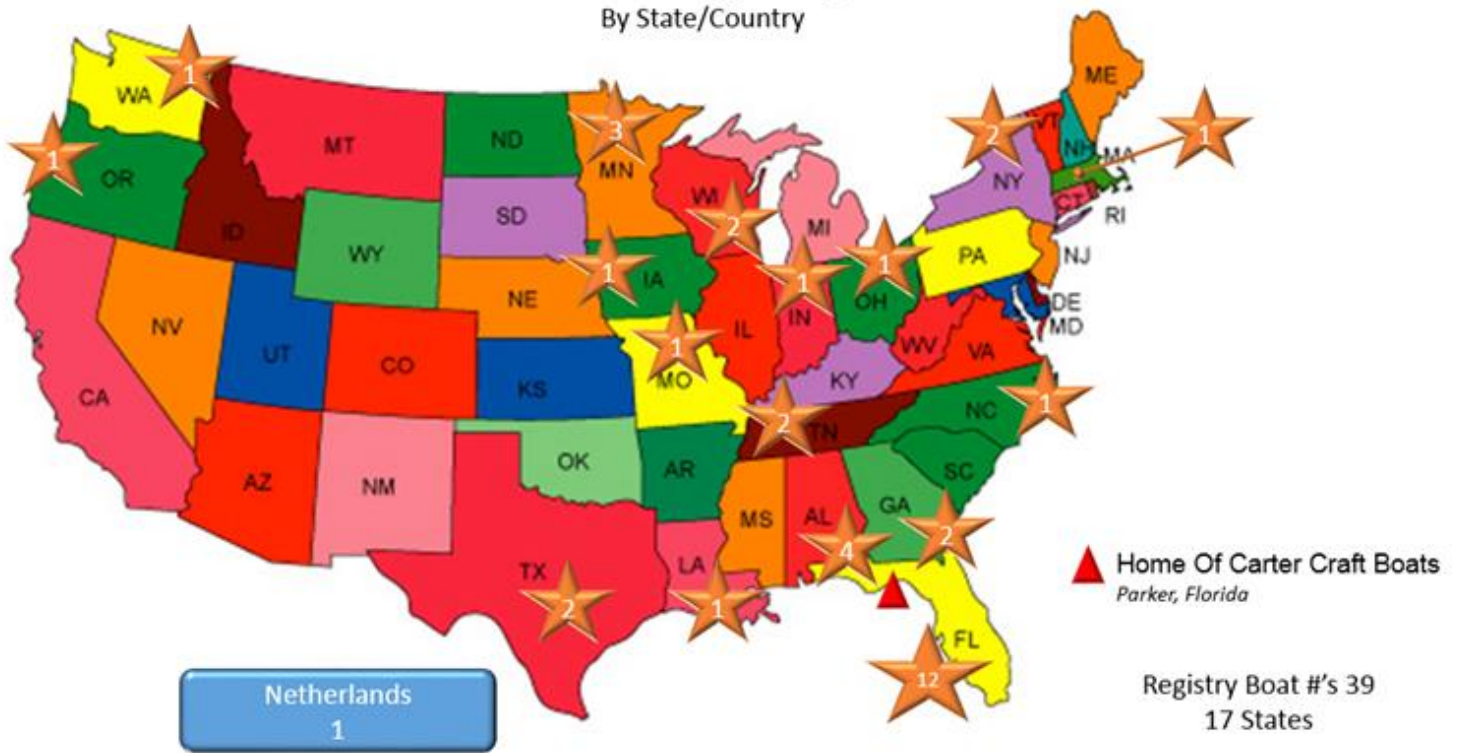 By State/Country
WA
1
1
OR
MT
ID
ND
3
MN
SD
WY
NE
1
IA
WI
2
MI
1
IN
1
OH
IL
NV
UT
CO
KS
1
MO
CA
AZ
NM
OK
AR
TX
2
LA
1
MS
AL
4
GA
2
SC
NC
1
TN
2
KY
WV
VA
PA
NY
2
VT
NH
ME
MA
1
CT
RI
NJ
DE
MD
FL
12
Home Of Carter Craft Boats
Parker, Florida
Netherlands
1
Registry Boat #'s 39
17 States